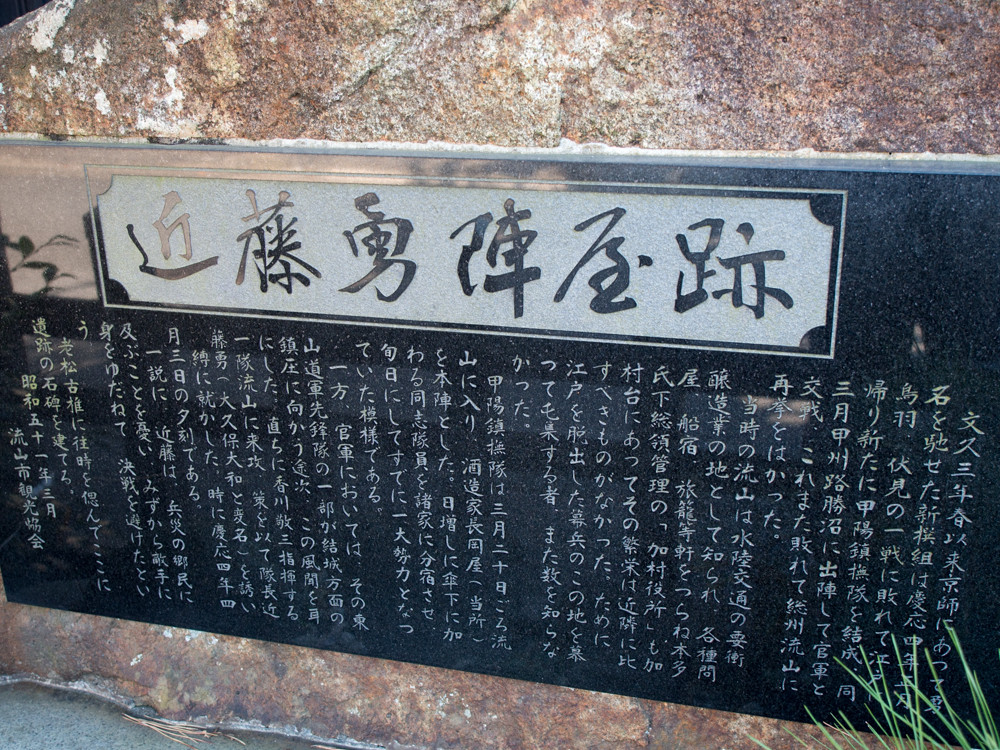 近藤勇陣屋跡
文久三年春以来京師にあつて勇
名を馳せた新撰組は慶応四年正月
鳥羽 伏見の一戦に敗れて江戸
帰り新たに甲陽鎮撫隊を結成 同
三月甲州路勝沼に出陣して官軍と
交戦 これまた敗れて総州流山に
再挙をはかつた。
当時の流山は水陸交通の要衝
醸造業の地として知られ 各種問
屋 船宿 旅籠等軒をつらね本多
氏下総領管理の「加村役所」も加
村台にあつてその繁栄は近隣に比
すべきものがなかつた。ために
江戸を脱出した幕兵のこの地を慕
つて屯集する者 また数を知らな
かつた。
甲陽鎮撫隊は三月二十日ごろ流
山に入り 酒造家長岡屋(当所)
を本陣とした。日増しに傘下に加
わる同志隊員を諸家に分宿させ
旬日にしてすでに一大勢力となつ
ていた模様である。
一方 官軍においては その東
山道軍先鋒隊の一部が結城方面の
鎮圧に向かう途次 この風聞を耳
にした 直ちに香川敬三指揮する
一隊流山に来攻 策を以て隊長近
藤勇(大久保大和と変名)を誘い
縛に就かした。時に慶応四年四
月三日の夕刻である。
一説に 近藤は 兵災の郷民に
及ぶことを憂い みずから敵手に
身をゆだねて 決戦を避けたとい
う
老松古椎に往時を偲んでここに
遺跡の石碑を建てる
昭和五十一年三月
流山市観光協会